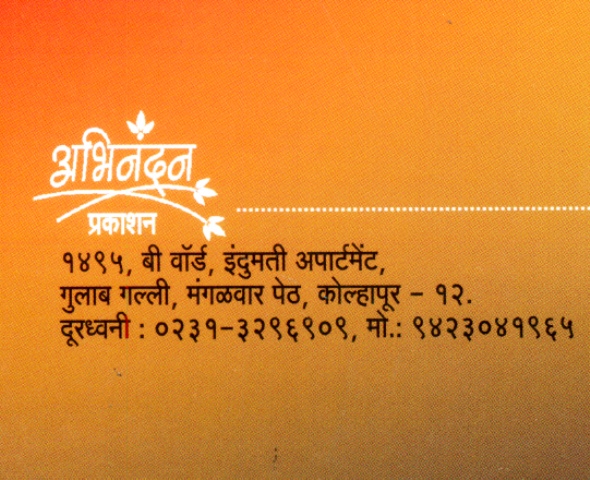 अभिनंदन
प्रकाशन
१४९५, बी वॉर्ड, इंदुमती अपार्टमेंट,
गुलाब गल्ली, मंगळवार पेठ, कोल्हापूर – १२.
दूरध्वनी : ०२३१–३२९६९०९, मो.: ९४२३०४१९६५